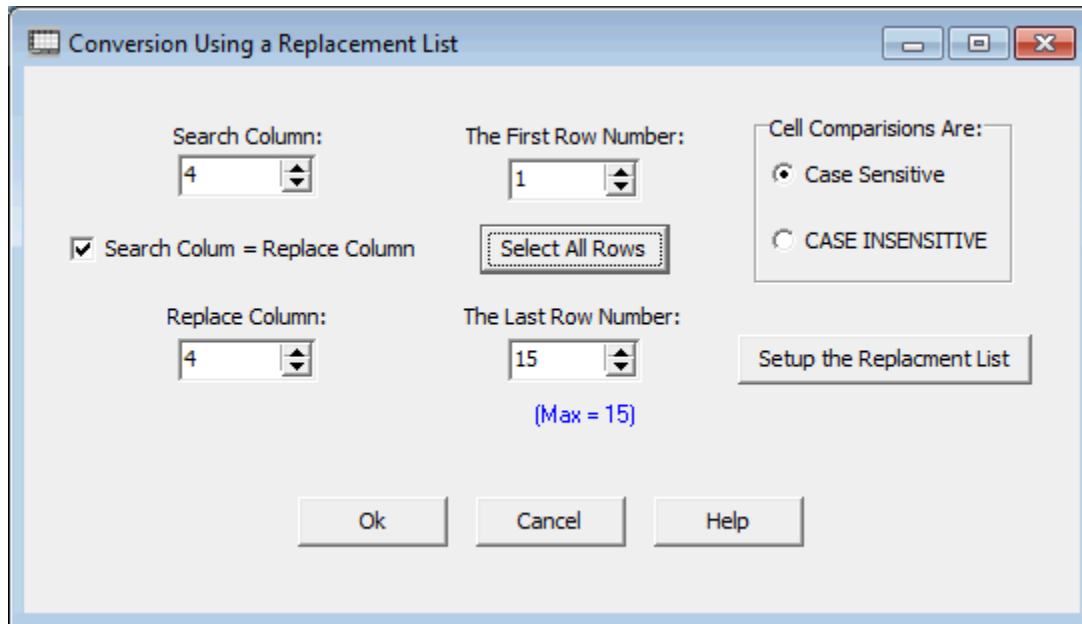 Conversion Using a Replacement List
Search Column:
4
The First Row Number:
1
Cell Comparisions Are:
Case Sensitive
Search Colum = Replace Column
Select All Rows
CASE INSENSITIVE
Replace Column:
4
The Last Row Number:
15
Setup the Replacment List
(Max = 15)
Ok
Cancel
Help